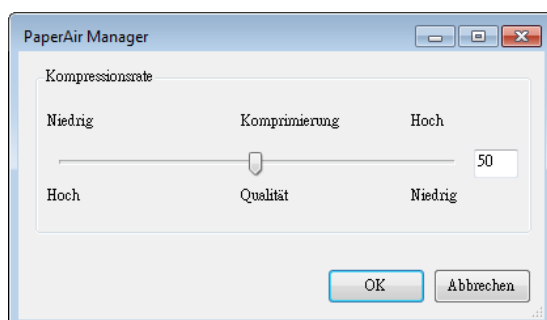 PaperAir Manager
Kompressionsrate
Niedrig Komprimierung Hoch
50
Hoch Qualität Niedrig
OK Abbrechen